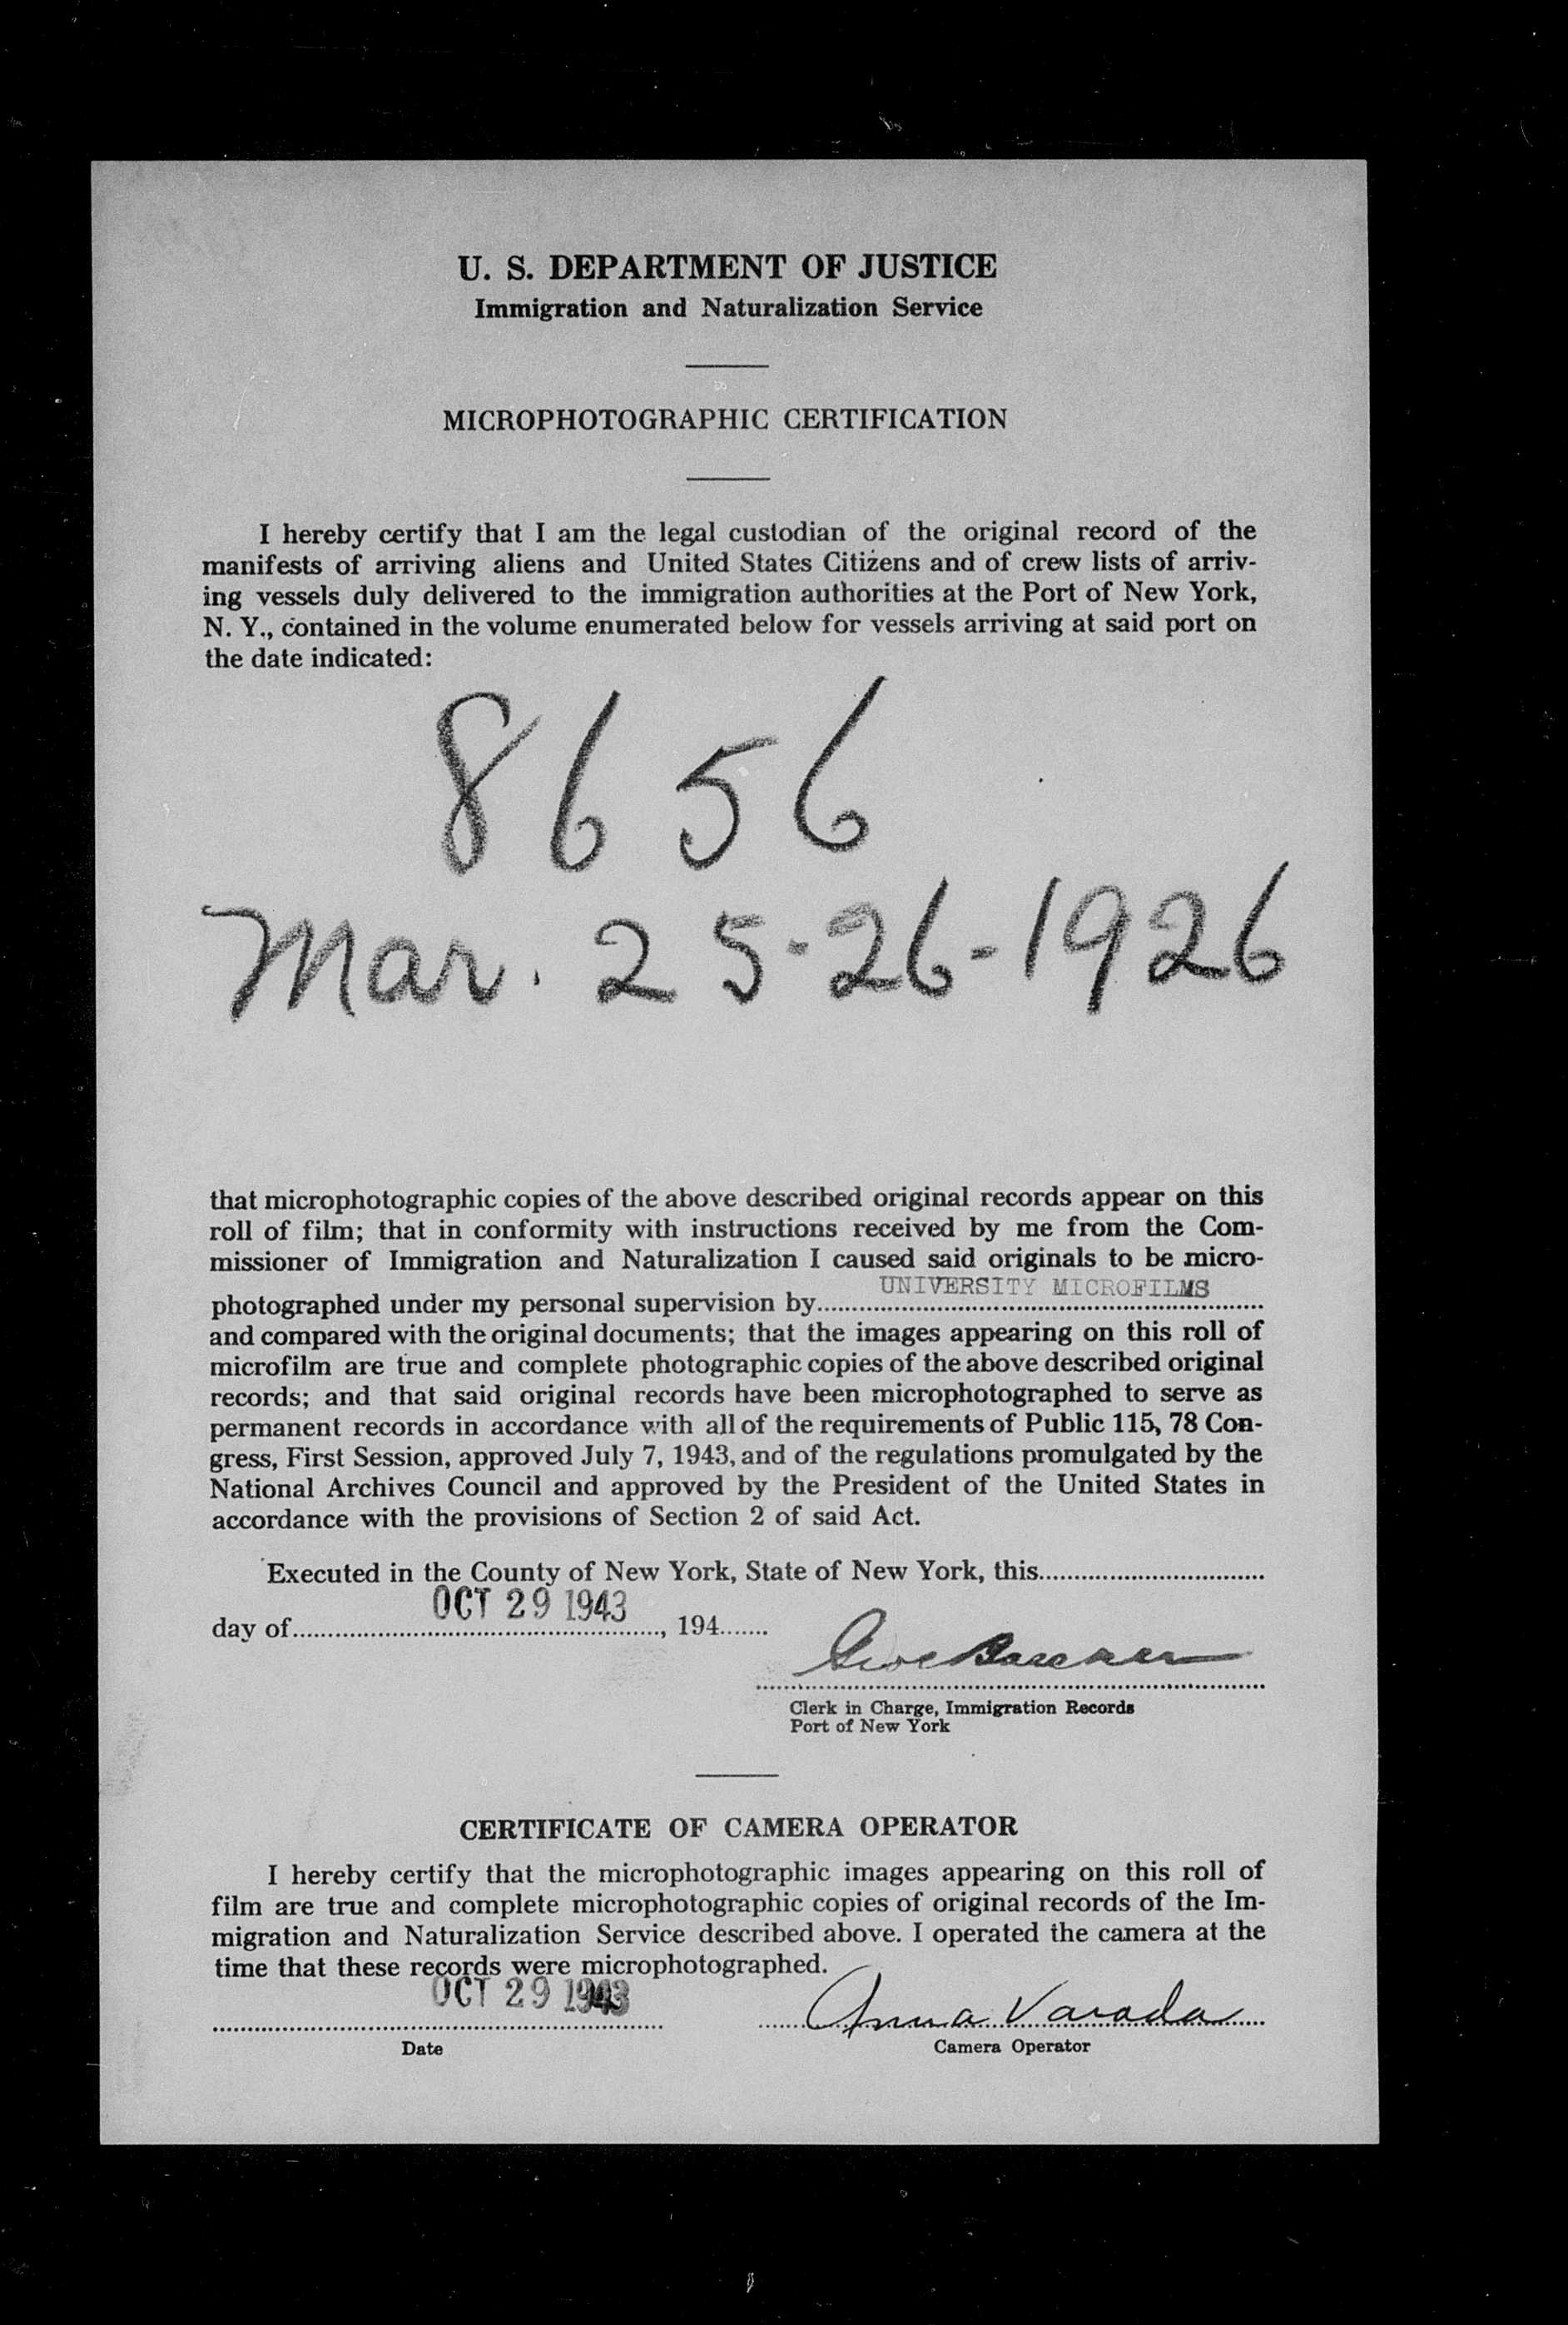 U. S. DEPARTMENT OF JUSTICE
Immigration and Naturalization Service
MICROPHOTOGRAPHIC CERTIFICATION
I hereby certify that I am the legal custodian of the original record of the
manifests of arriving aliens and United States Citizens and of crew lists of arriv-
ing vessels duly delivered to the immigration authorities at the Port of New York,
N. Y., contained in the volume enumerated below for vessels arriving at said port on
the date indicated:
8656
Mar. 25-26-1926
that microphotographic copies of the above described original records appear on this
roll of film; that in conformity with instructions received by me from the Com-
missioner of Immigration and Naturalization I caused said originals to be micro-
UNIVERSITY MICROFILMS
photographed under my personal supervision by
and compared with the original documents; that the images appearing on this roll of
microfilm are true and complete photographic copies of the above described original
records; and that said original records have been microphotographed to serve as
permanent records in accordance with all of the requirements of Public 115, 78 Con-
gress, First Session, approved July 7, 1943, and of the regulations promulgated by the
National Archives Council and approved by the President of the United States in
accordance with the provisions of Section 2 of said Act.
Executed in the County of New York, State of New York, this
OCT 29 1943
day of, 194
Clerk in Charge, Immigration Records
Port of New York
CERTIFICATE OF CAMERA OPERATOR
I hereby certify that the microphotographic images appearing on this roll of
film are true and complete microphotographic copies of original records of the Im-
migration and Naturalization Service described above. I operated the camera at the
time that these records were microphotographed.
OCT 29 1943
Anna Varada
Date
Camera Operator